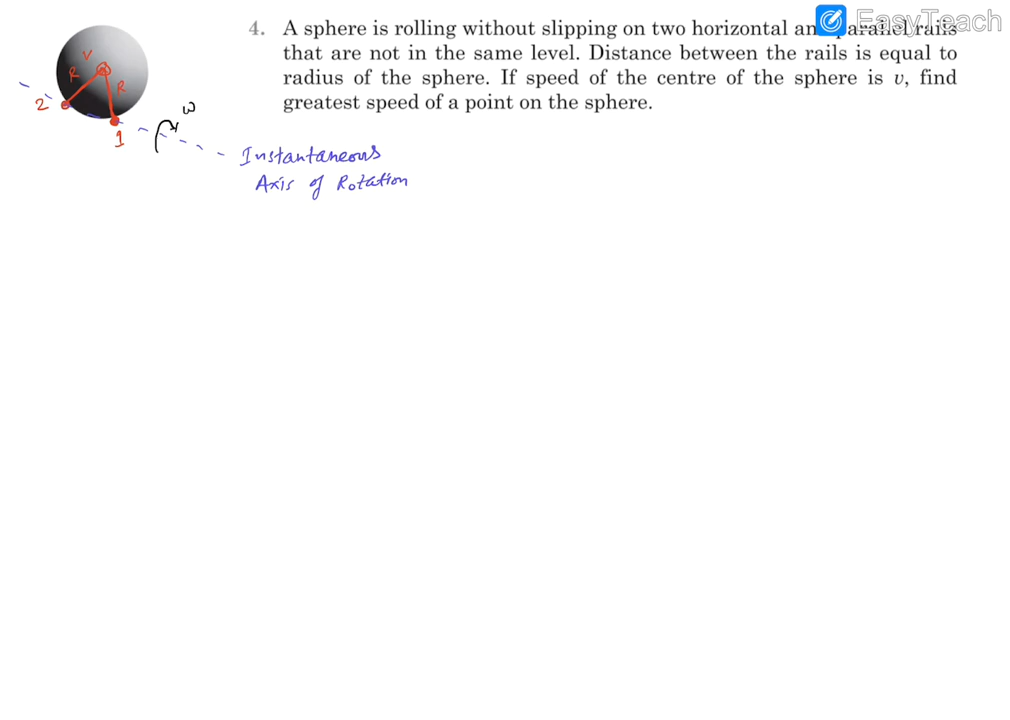 4. A sphere is rolling without slipping on two horizontal an parallel rails
EasyTeach
that are not in the same level. Distance between the rails is equal to
radius of the sphere. If speed of the centre of the sphere is v, find
greatest speed of a point on the sphere.
V
R
R
2
1
ω
Instantaneous
Axis of Rotation